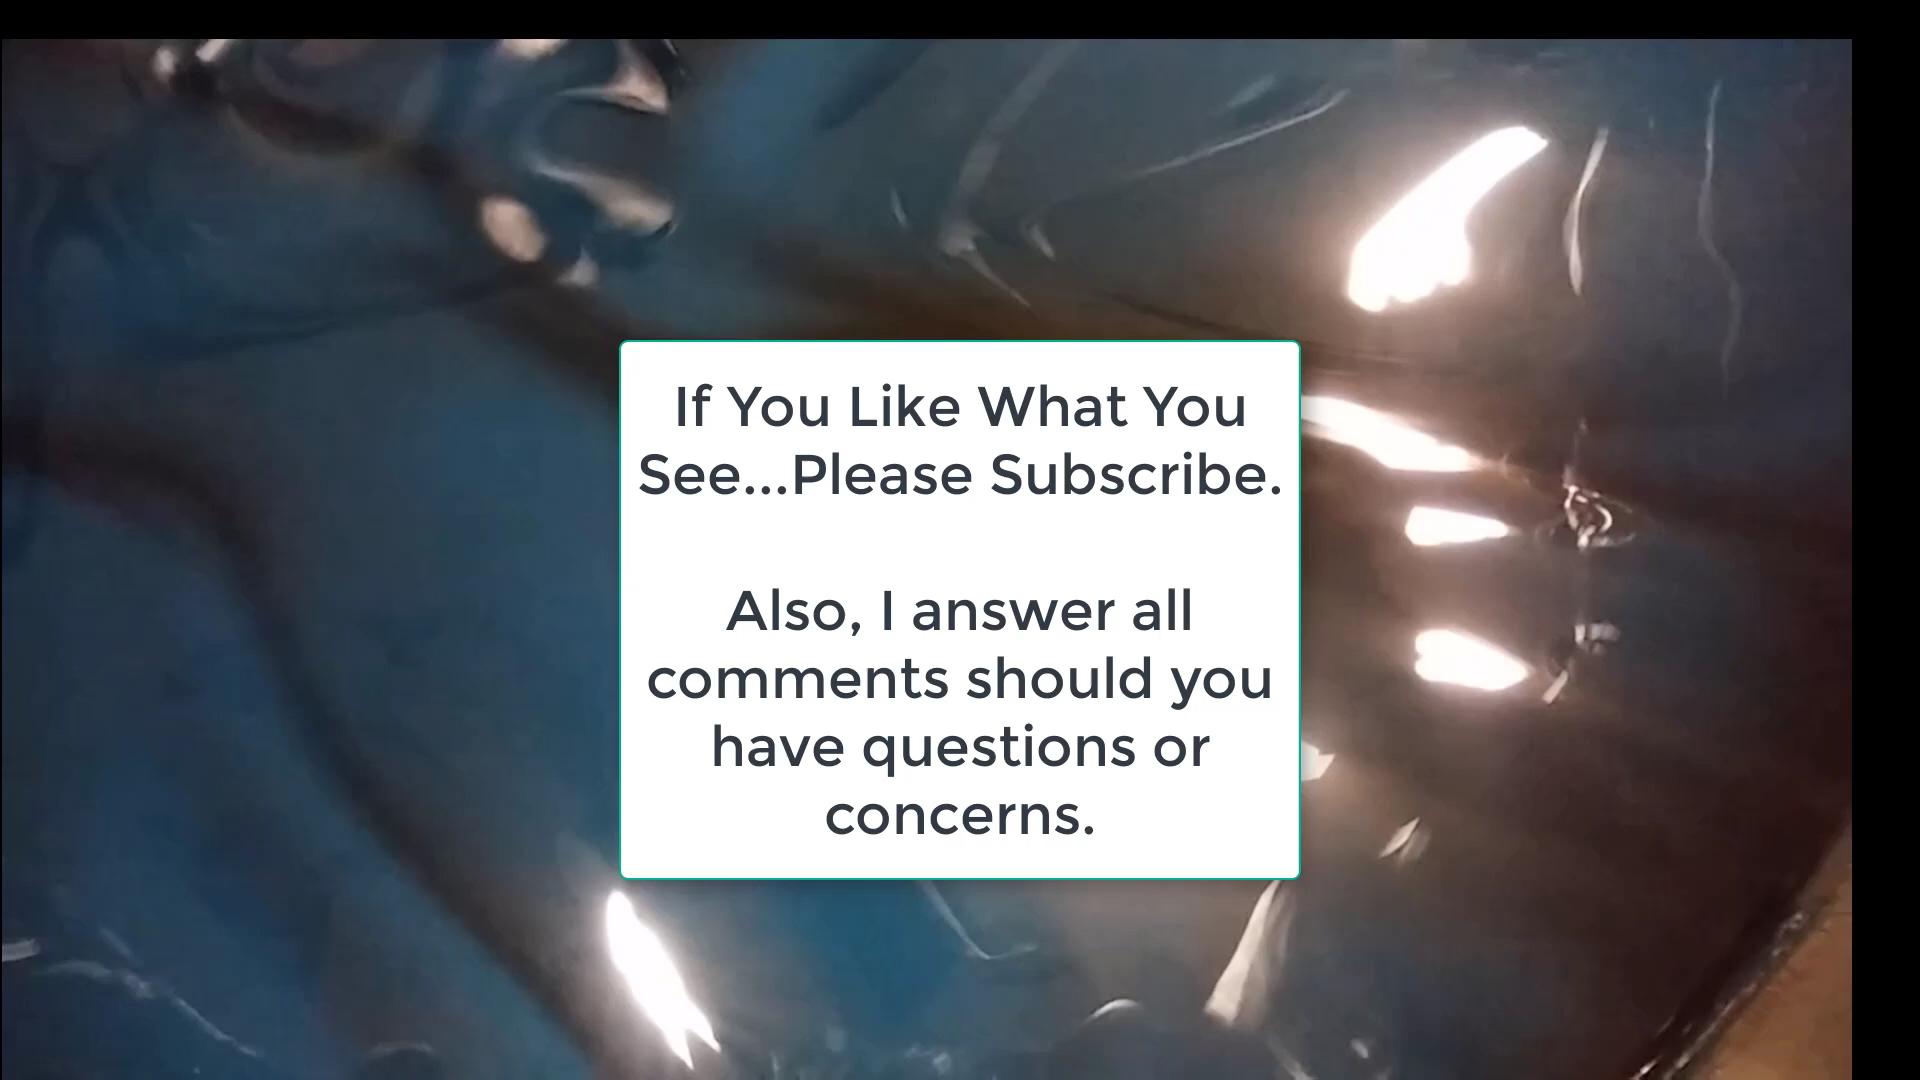 If You Like What You
See...Please Subscribe.
Also, I answer all
comments should you
have questions or
concerns.